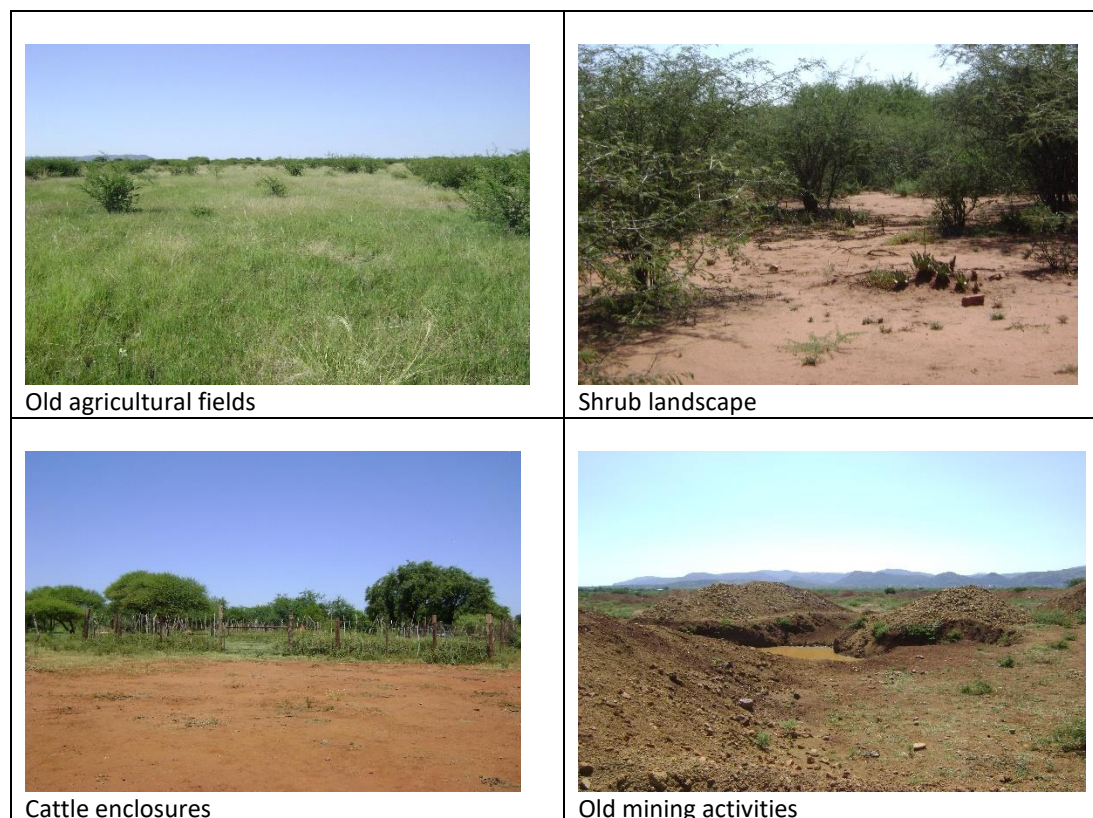 Old agricultural fields
Shrub landscape
Cattle enclosures
Old mining activities